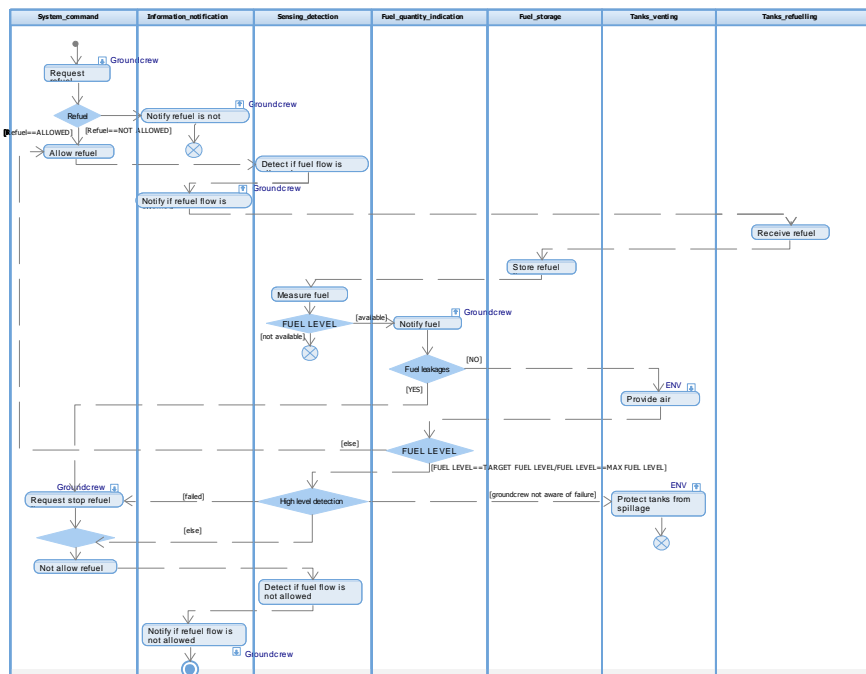 System_command
Information_notification
Sensing_detection
Fuel_quantity_indication
Fuel_storage
Tanks_venting
Tanks_refuelling
Groundcrew
Request
refuel
Groundcrew
Refuel
Notify refuel is not
[Refuel==ALLOWED]
[Refuel==NOT ALLOWED]
Allow refuel
Detect if fuel flow is
Groundcrew
Notify if refuel flow is
Receive refuel
Store refuel
Measure fuel
Groundcrew
FUEL LEVEL
[available]
Notify fuel
[not available]
Fuel leakages
[NO]
[YES]
ENV
Provide air
[else]
FUEL LEVEL
[FUEL LEVEL==TARGET FUEL LEVEL/FUEL LEVEL==MAX FUEL LEVEL]
Groundcrew
ENV
Request stop refuel
[failed]
High level detection
[groundcrew not aware of failure]
Protect tanks from
spillage
[else]
Not allow refuel
Detect if fuel flow is
not allowed
Notify if refuel flow is
not allowed
Groundcrew